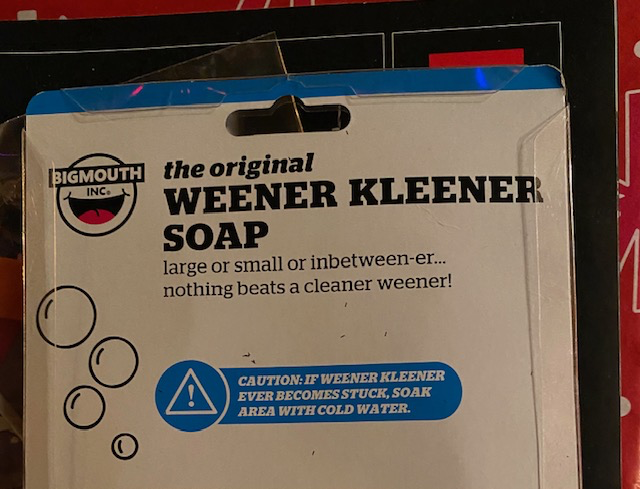 BIGMOUTH
INC.
the original
WEENER KLEENER
SOAP
large or small or inbetween-er...
nothing beats a cleaner weener!
CAUTION: IF WEENER KLEENER
EVER BECOMES STUCK, SOAK
AREA WITH COLD WATER.